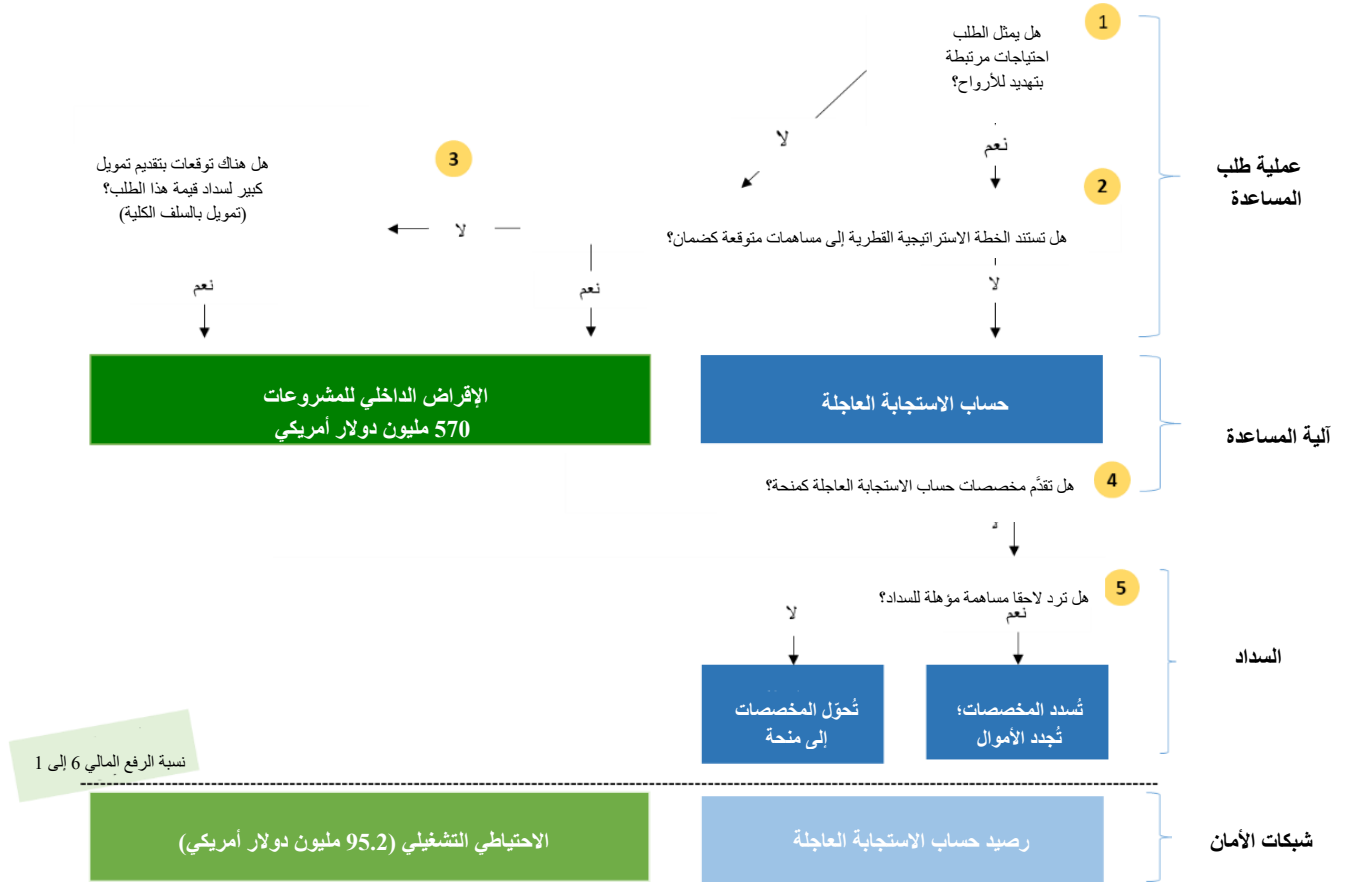 1
هل يمثل الطلب
احتياجات مرتبطة
بتهديد للأرواح؟
لا
نعم
عملية طلب
المساعدة
2
هل تستند الخطة الاستراتيجية القطرية إلى مساهمات متوقعة كضمان؟
لا
3
هل هناك توقعات بتقديم تمويل
كبير لسداد قيمة هذا الطلب؟
(تمويل بالسلف الكلية)
لا
نعم
نعم
حساب الاستجابة العاجلة
الإقراض الداخلي للمشروعات
570 مليون دولار أمريكي
آلية المساعدة
4
هل تقدَّم مخصصات حساب الاستجابة العاجلة كمنحة؟
5
هل ترد لاحقا مساهمة مؤهلة للسداد؟
نعم
لا
السداد
تُسدد المخصصات؛
تُجدد الأموال
تُحوّل المخصصات
إلى منحة
نسبة الرفع المالي 6 إلى 1
شبكات الأمان
رصيد حساب الاستجابة العاجلة
الاحتياطي التشغيلي (95.2 مليون دولار أمريكي)